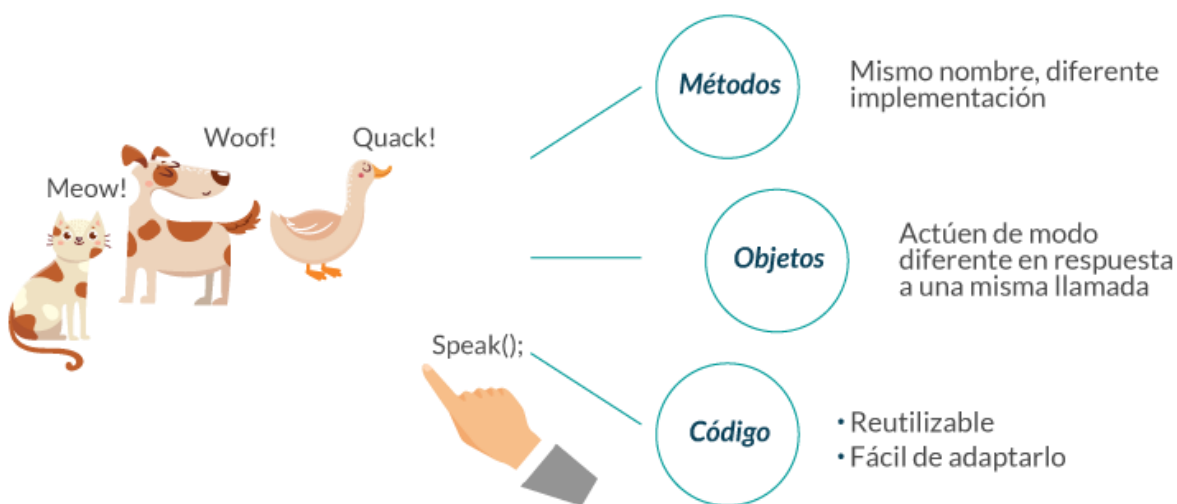 Meow!
Woof!
Quack!
Speak();
Métodos
Mismo nombre, diferente
implementación
Objetos
Actúen de modo
diferente en respuesta
a una misma llamada
Código
• Reutilizable
• Fácil de adaptarlo